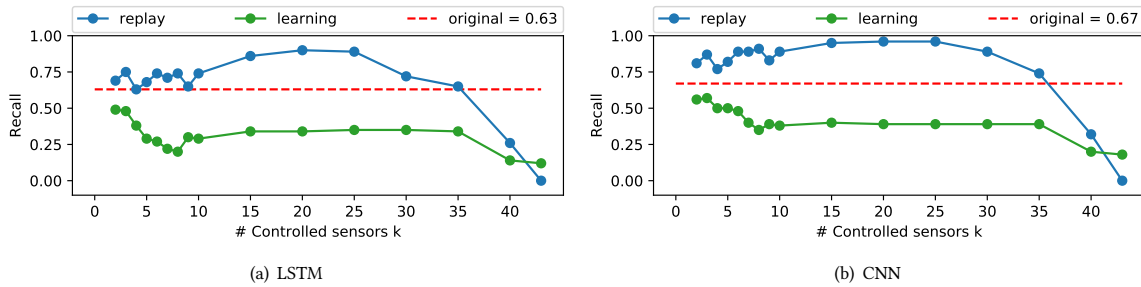 replay learning original = 0.63
1.00
0.75
0.50
0.25
0.00
Recall
0 5 10 15 20 25 30 35 40
# Controlled sensors k
(a) LSTM
replay learning original = 0.67
1.00
0.75
0.50
0.25
0.00
Recall
0 5 10 15 20 25 30 35 40
# Controlled sensors k
(b) CNN